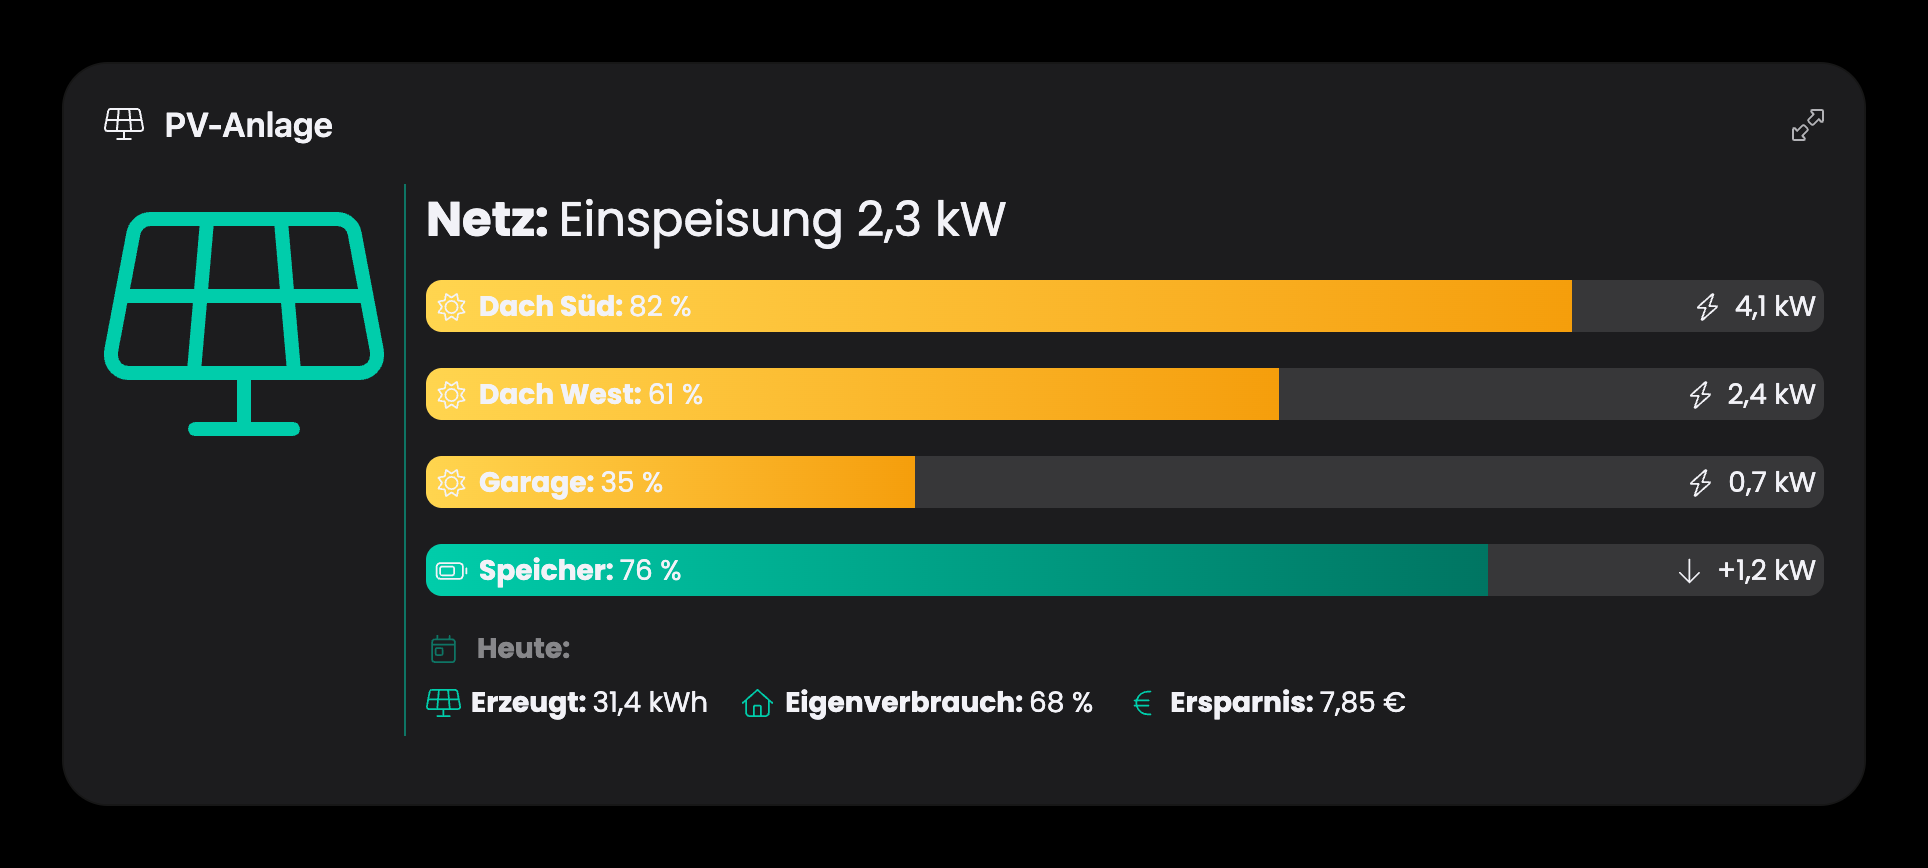 PV-Anlage
Netz: Einspeisung 2,3 kW
Dach Süd: 82 % 4,1 kW
Dach West: 61 % 2,4 kW
Garage: 35 % 0,7 kW
Speicher: 76 % +1,2 kW
Heute:
Erzeugt: 31,4 kWh Eigenverbrauch: 68 % Ersparnis: 7,85 €